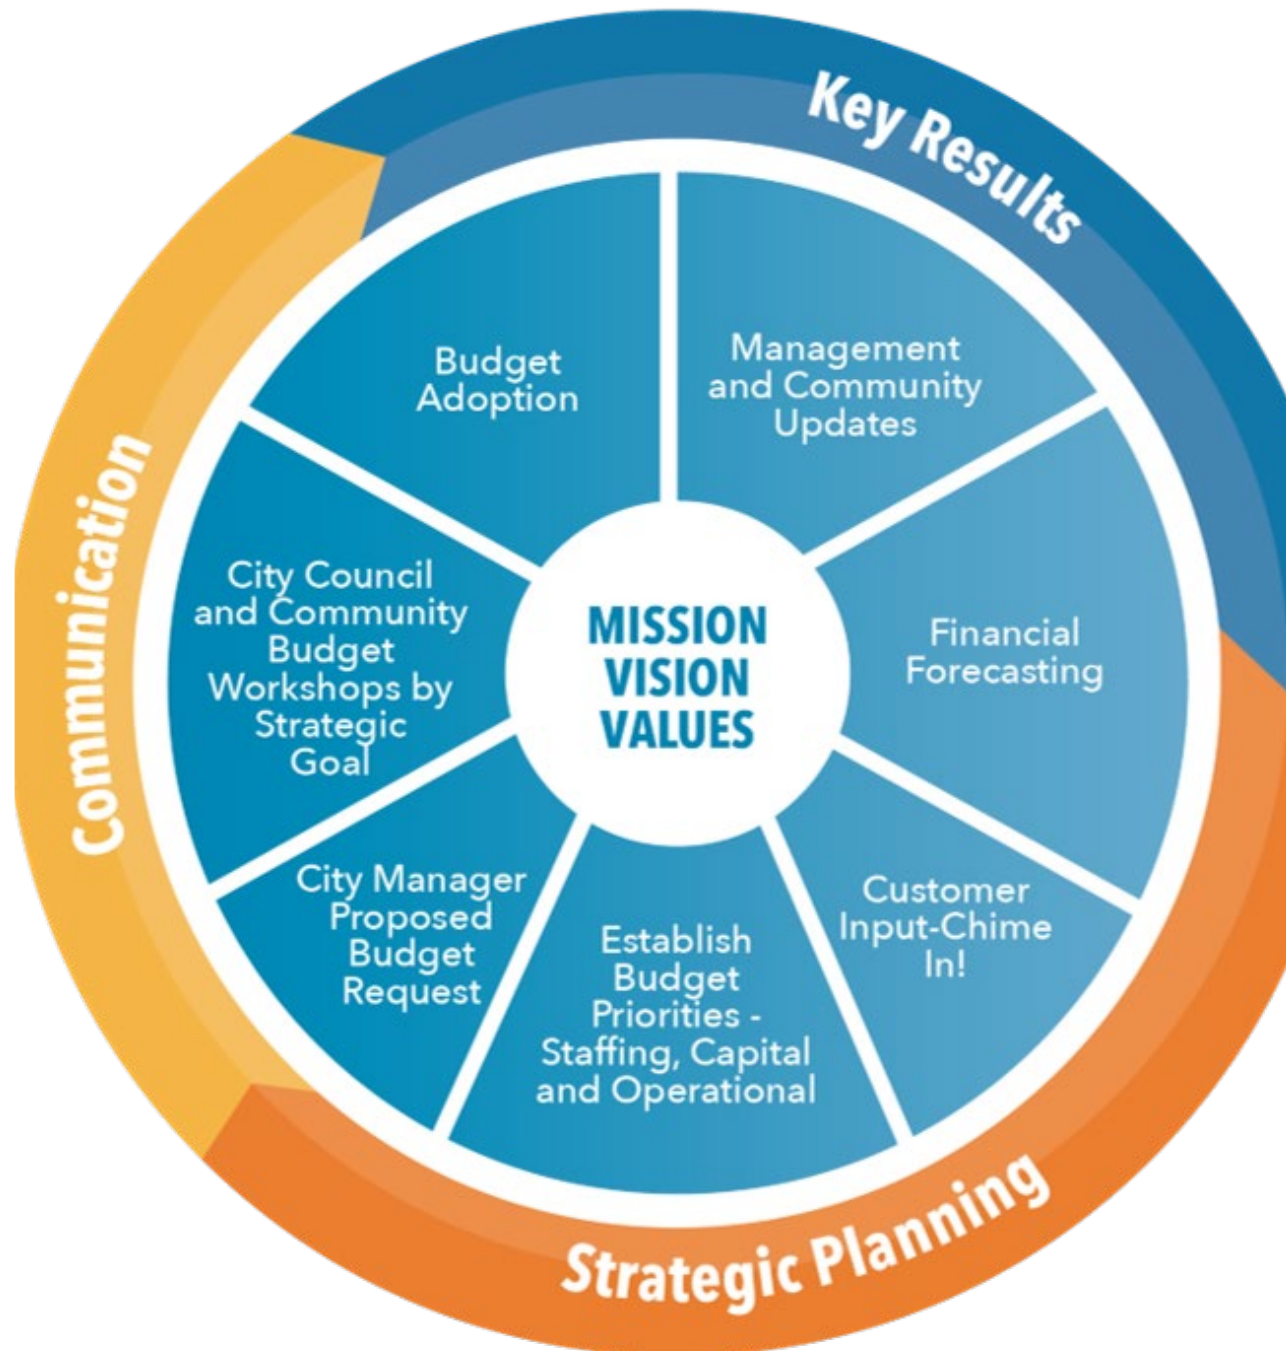 Key Results
Management
and Community
Updates
Financial
Forecasting
Customer
Input-Chime
In!
Establish
Budget
Priorities -
Staffing, Capital
and Operational
City Manager
Proposed
Budget
Request
City Council
and Community
Budget
Workshops by
Strategic
Goal
Budget
Adoption
MISSION
VISION
VALUES
Strategic Planning
Communication